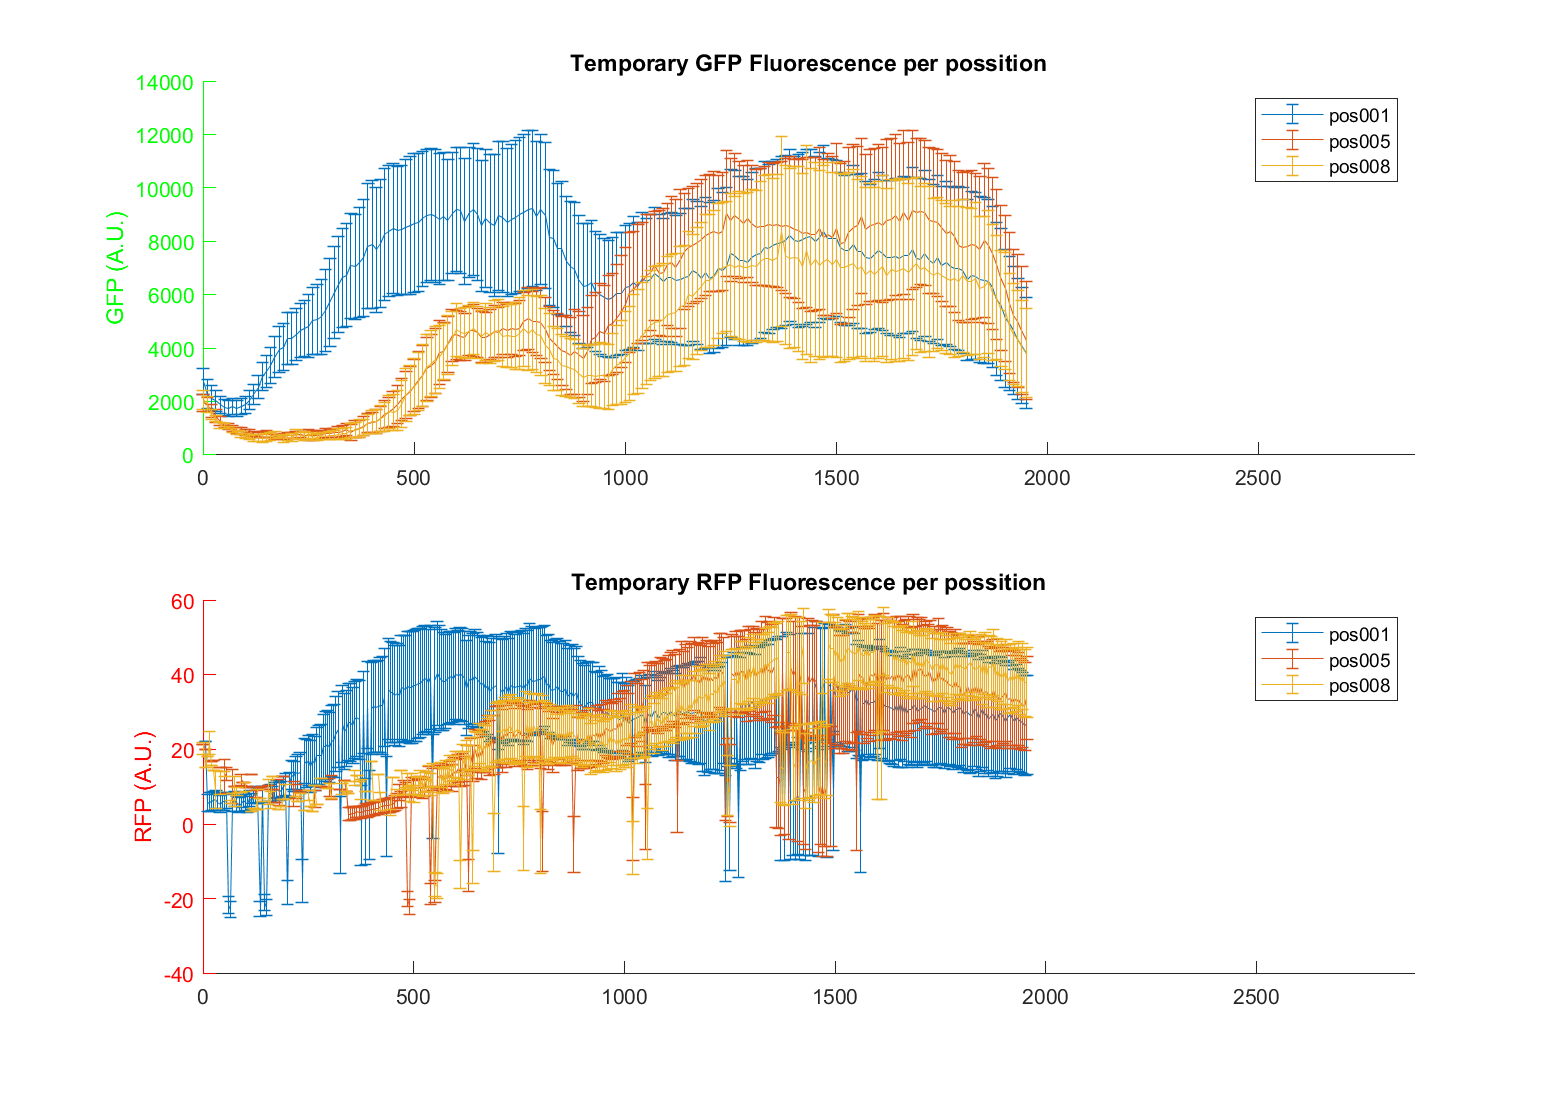 Temporary GFP Fluorescence per possition
14000
12000
10000
8000
6000
4000
2000
0
GFP (A.U.)
0 500 1000 1500 2000 2500
pos001
pos005
pos008
Temporary RFP Fluorescence per possition
60
40
20
0
-20
-40
RFP (A.U.)
0 500 1000 1500 2000 2500
pos001
pos005
pos008